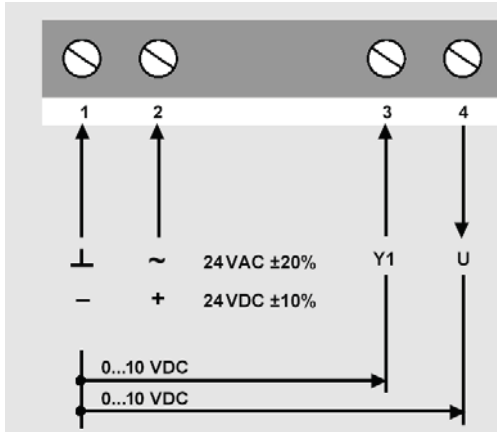 1 2 3 4
⊥ ~ 24VAC ±20% Y1 U
– + 24VDC ±10%
0...10 VDC
0...10 VDC